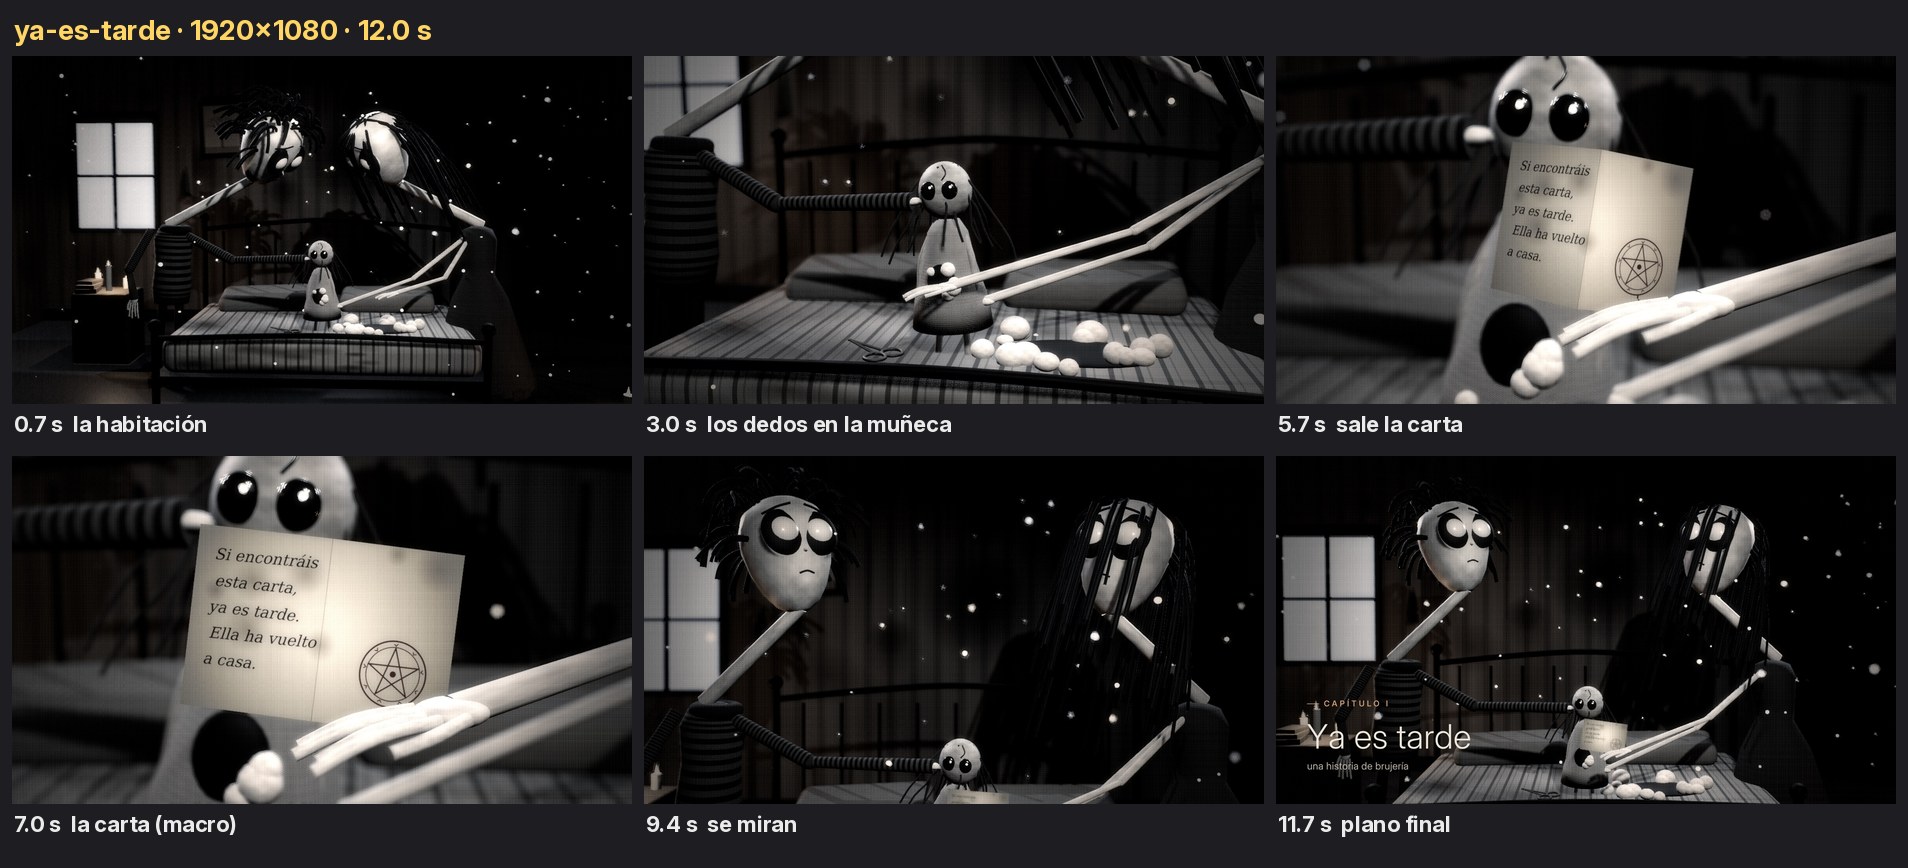 ya-es-tarde · 1920×1080 · 12.0 s
0.7 s la habitación
3.0 s los dedos en la muñeca
Si encontráis
esta carta,
ya es tarde.
Ella ha vuelto
a casa.
5.7 s sale la carta
Si encontráis
esta carta,
ya es tarde.
Ella ha vuelto
a casa.
7.0 s la carta (macro)
9.4 s se miran
CAPÍTULO I
Ya es tarde
una historia de brujería
11.7 s plano final